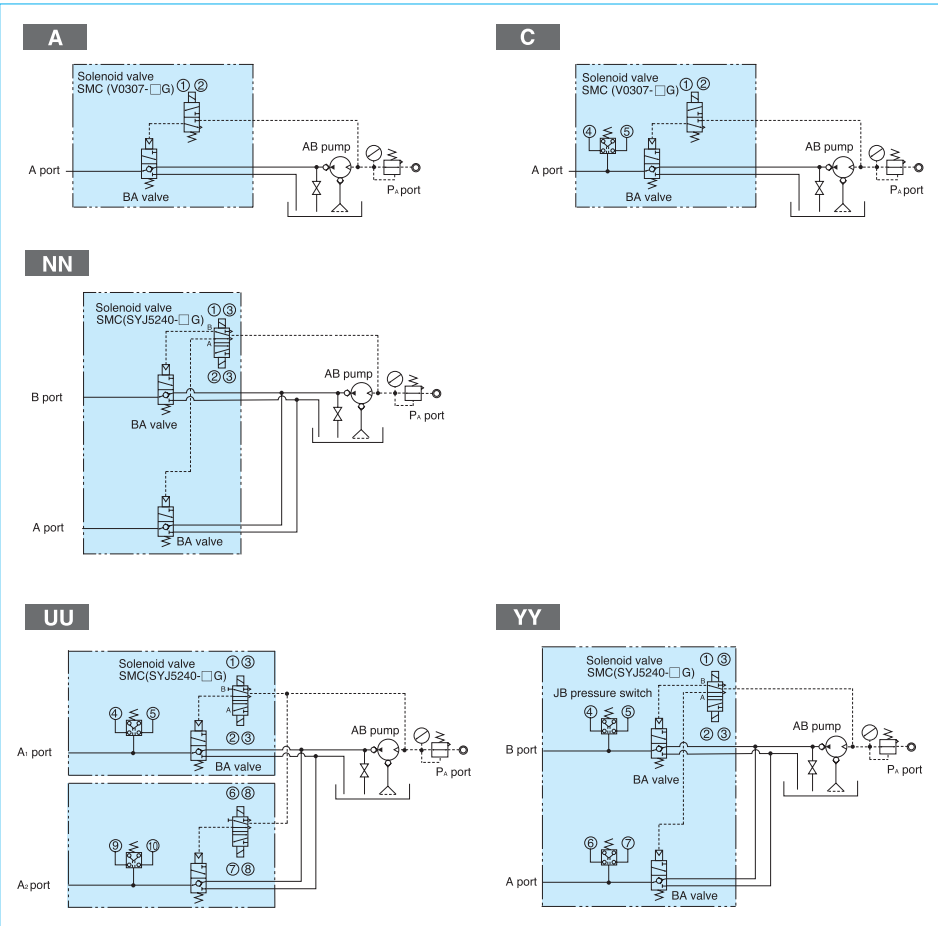 A
Solenoid valve
SMC (V0307-□G)
① ②
A port
BA valve
AB pump
PA port
C
Solenoid valve
SMC (V0307-□G)
① ②
④ ⑤
A port
BA valve
AB pump
PA port
NN
Solenoid valve
SMC(SYJ5240-□G)
① ③
B
A
② ③
B port
BA valve
AB pump
PA port
A port
BA valve
UU
Solenoid valve
SMC(SYJ5240-□G)
① ③
B
A
④ ⑤
② ③
A1 port
BA valve
AB pump
PA port
⑥ ⑧
⑨ ⑩
⑦ ⑧
A2 port
BA valve
YY
Solenoid valve
SMC(SYJ5240-□G)
① ③
B
A
JB pressure switch
④ ⑤
② ③
B port
BA valve
AB pump
PA port
⑥ ⑦
A port
BA valve